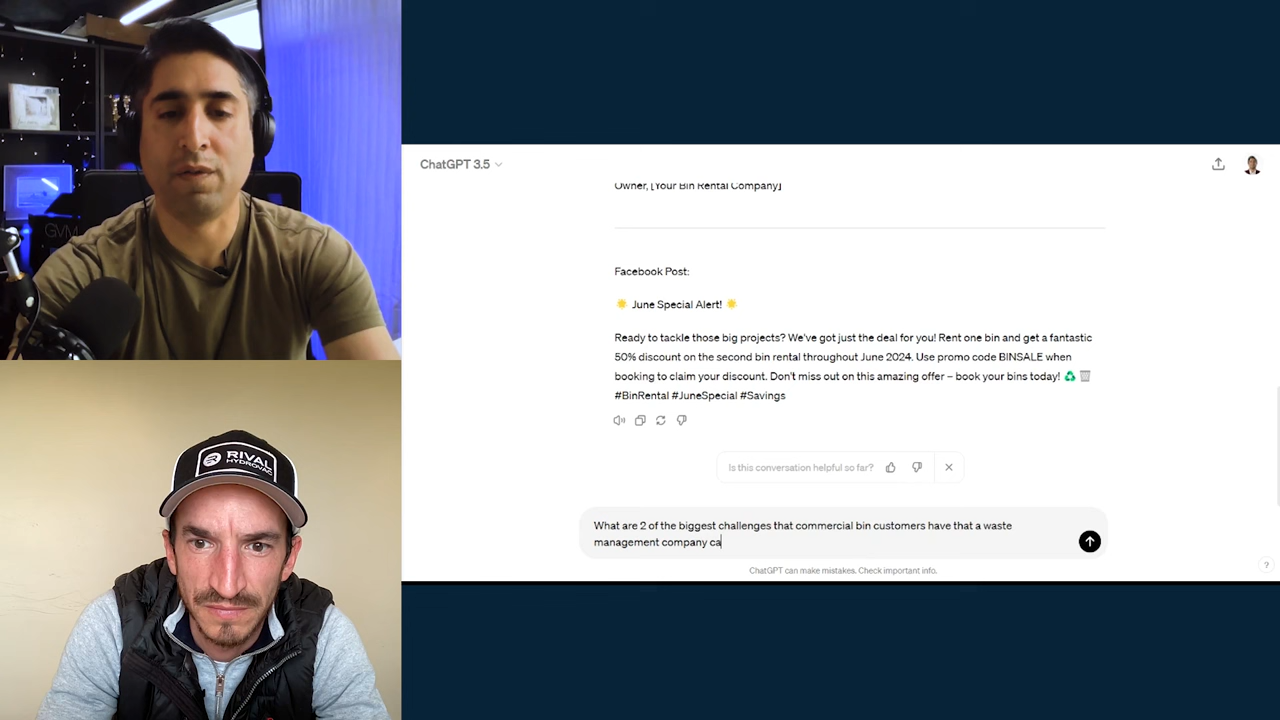 GVM
RIVAL
HYDROVAC
ChatGPT 3.5
Owner, [Your Bin Rental Company]
Facebook Post:
🌟 June Special Alert! 🌟
Ready to tackle those big projects? We've got just the deal for you! Rent one bin and get a fantastic
50% discount on the second bin rental throughout June 2024. Use promo code BINSALE when
booking to claim your discount. Don't miss out on this amazing offer – book your bins today! ♻️ 🗑️
#BinRental #JuneSpecial #Savings
Is this conversation helpful so far?
What are 2 of the biggest challenges that commercial bin customers have that a waste
management company ca
ChatGPT can make mistakes. Check important info.
?